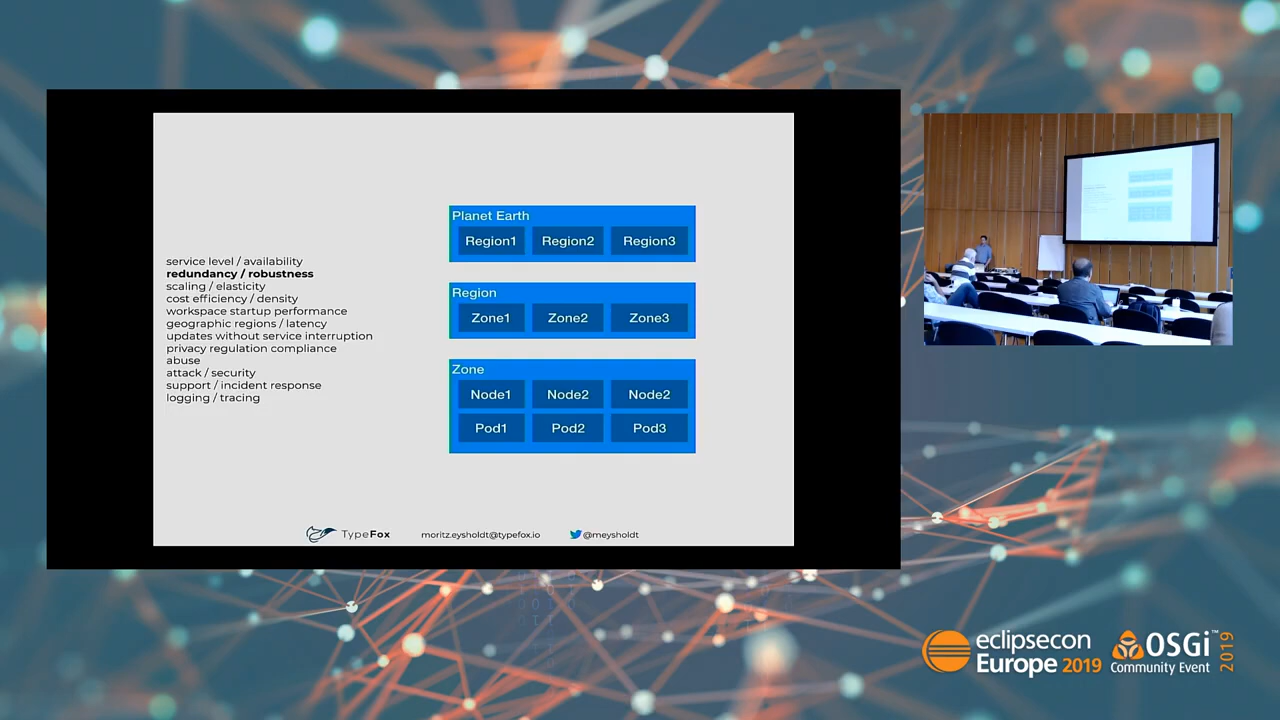 service level / availability
redundancy / robustness
scaling / elasticity
cost efficiency / density
workspace startup performance
geographic regions / latency
updates without service interruption
privacy regulation compliance
abuse
attack / security
support / incident response
logging / tracing
Planet Earth
Region1 Region2 Region3
Region
Zone1 Zone2 Zone3
Zone
Node1 Node2 Node2
Pod1 Pod2 Pod3
TypeFox moritz.eysholdt@typefox.io @meysholdt
eclipsecon
Europe 2019
OSGi™
Community Event
2019